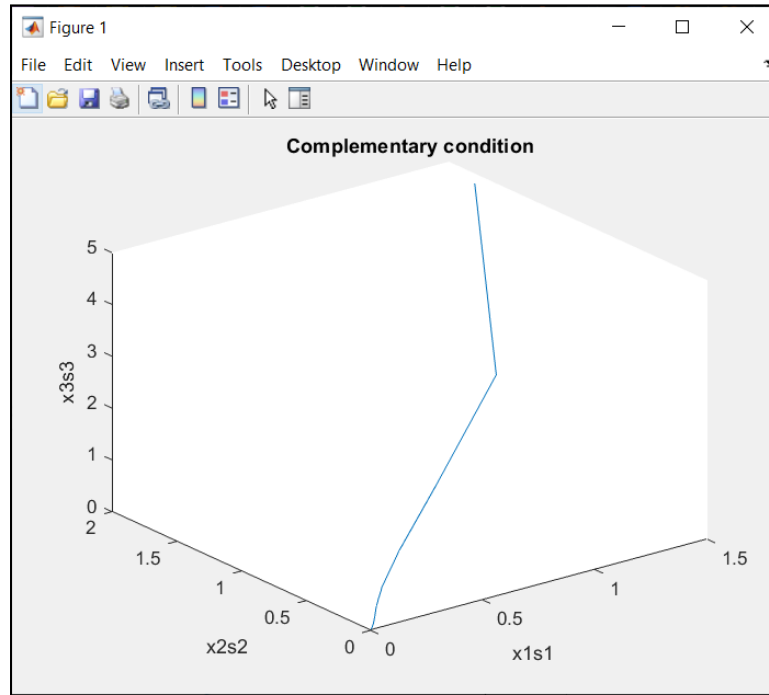 Figure 1
File Edit View Insert Tools Desktop Window Help
Complementary condition
5
4
3
2
1
0
x3s3
2
1.5
1
0.5
0
x2s2
0
0.5
1
1.5
x1s1